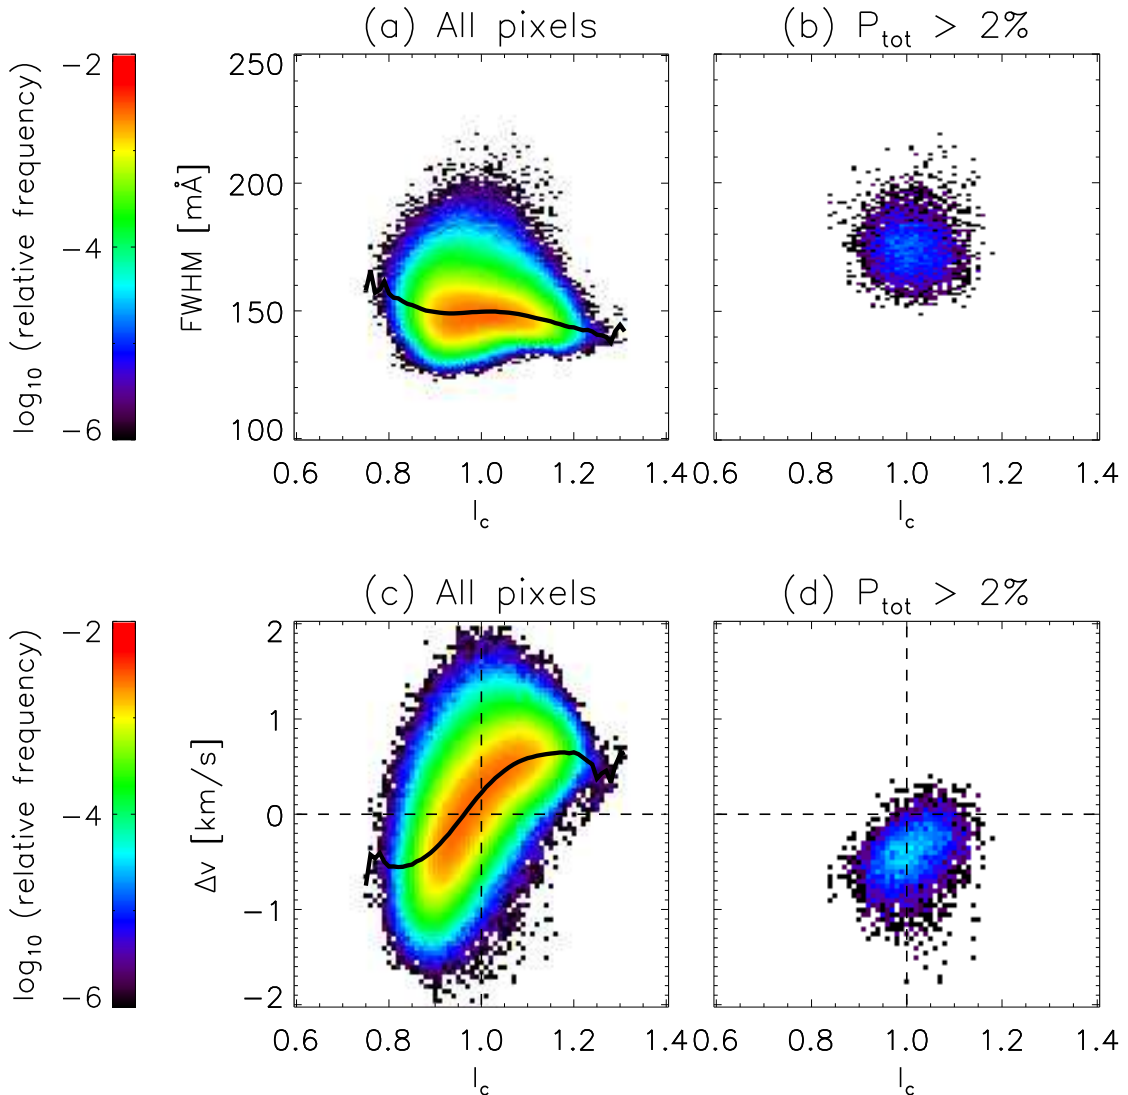 (a) All pixels
(b) P_tot > 2%
log₁₀ (relative frequency)
−2
−4
−6
FWHM [mÅ]
250
200
150
100
0.6 0.8 1.0 1.2 1.4
0.6 0.8 1.0 1.2 1.4
I_c
I_c
(c) All pixels
(d) P_tot > 2%
log₁₀ (relative frequency)
−2
−4
−6
Δv [km/s]
2
1
0
−1
−2
0.6 0.8 1.0 1.2 1.4
0.6 0.8 1.0 1.2 1.4
I_c
I_c